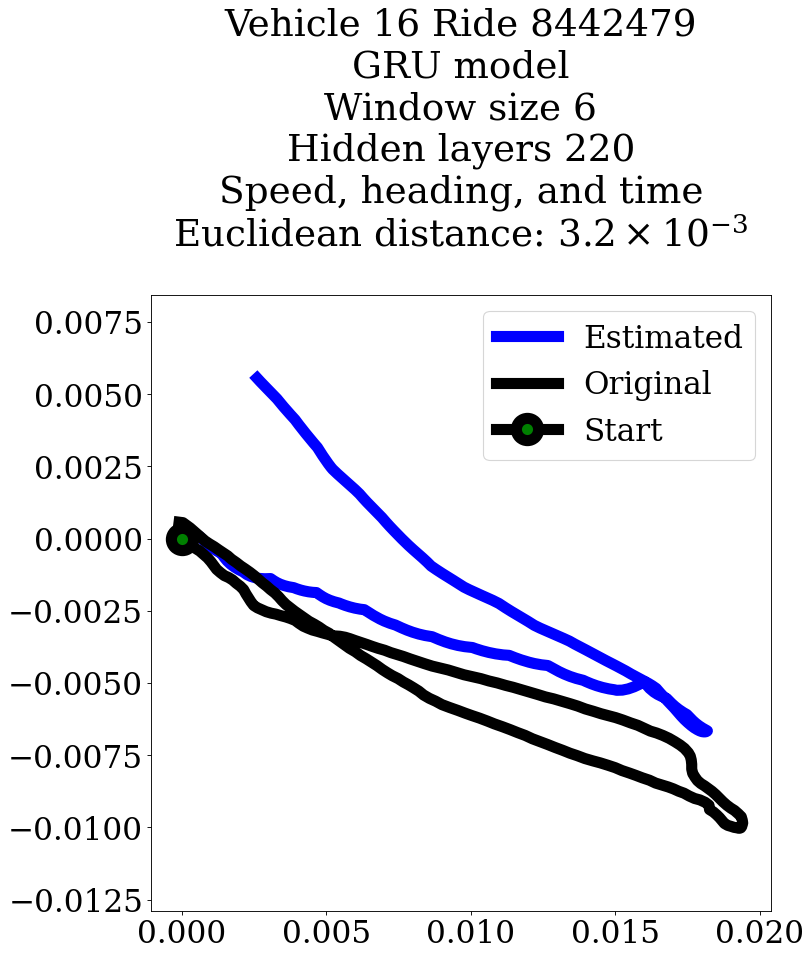 Vehicle 16 Ride 8442479
GRU model
Window size 6
Hidden layers 220
Speed, heading, and time
Euclidean distance: 3.2 × 10⁻³
Estimated
Original
Start
0.0075
0.0050
0.0025
0.0000
−0.0025
−0.0050
−0.0075
−0.0100
−0.0125
0.000 0.005 0.010 0.015 0.020